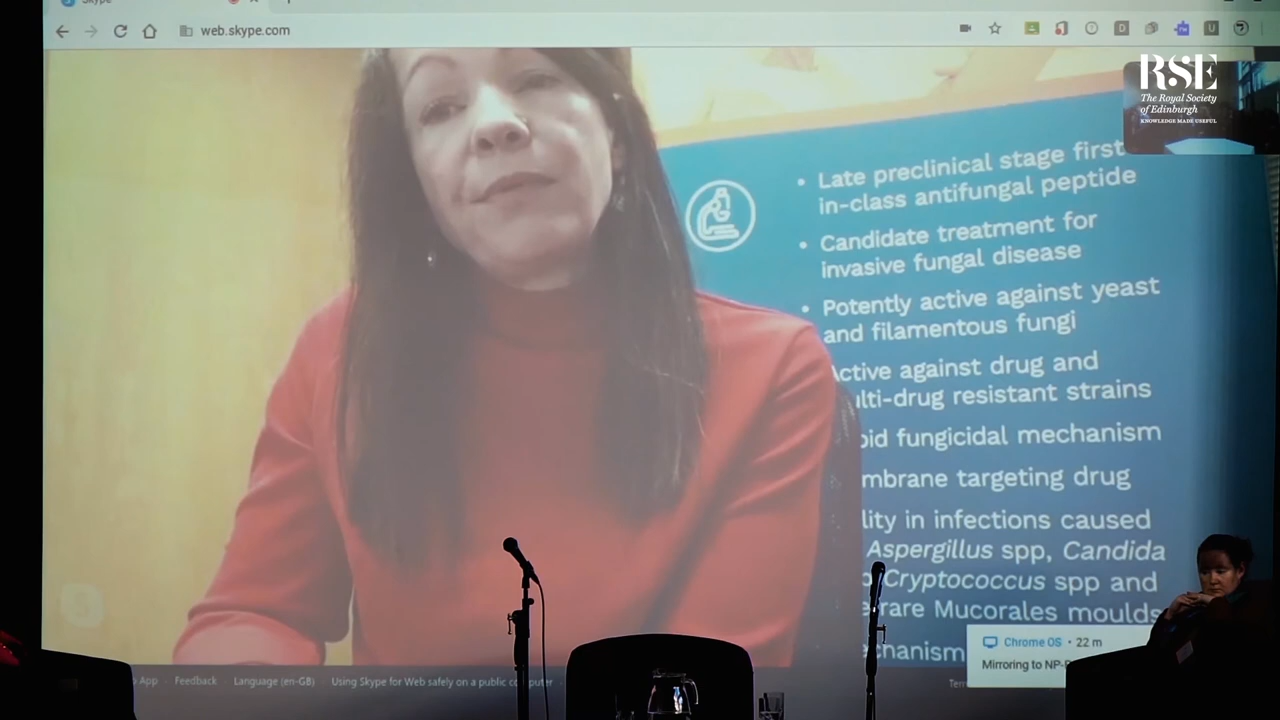 Skype
web.skype.com
RSE
The Royal Society
of Edinburgh
KNOWLEDGE MADE USEFUL
• Late preclinical stage first
in-class antifungal peptide
• Candidate treatment for
invasive fungal disease
• Potently active against yeast
and filamentous fungi
Active against drug and
ulti-drug resistant strains
oid fungicidal mechanism
mbrane targeting drug
lity in infections caused
Aspergillus spp, Candida
Cryptococcus spp and
rare Mucorales moulds
chanism
Chrome OS • 22 m
Mirroring to NP-
App Feedback Language (en-GB) Using Skype for Web safely on a public computer